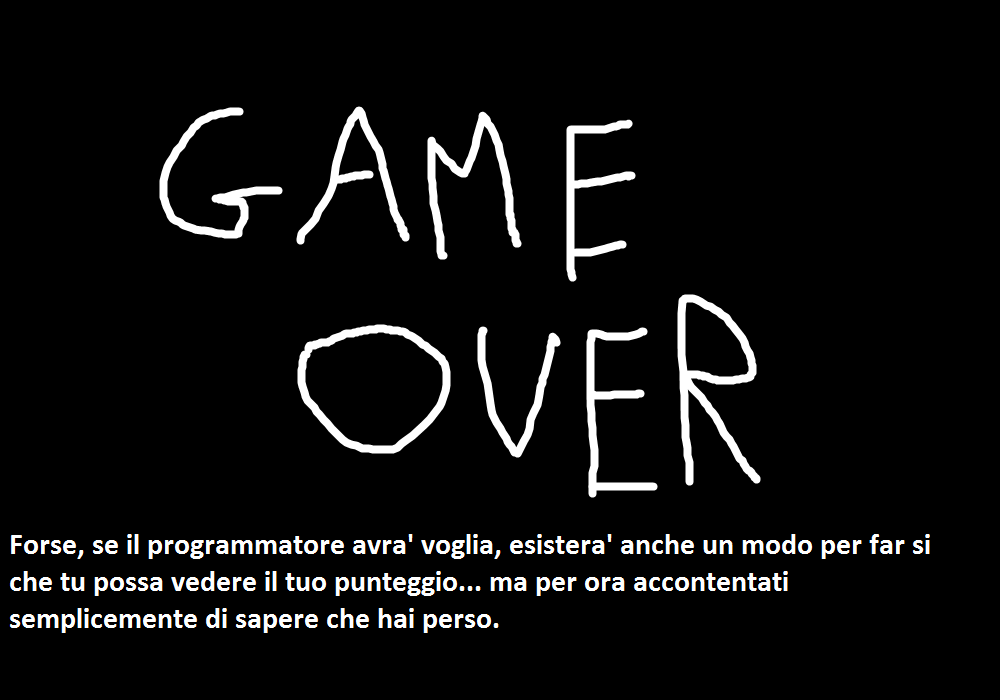 GAME
OVER
Forse, se il programmatore avra' voglia, esistera' anche un modo per far si
che tu possa vedere il tuo punteggio... ma per ora accontentati
semplicemente di sapere che hai perso.